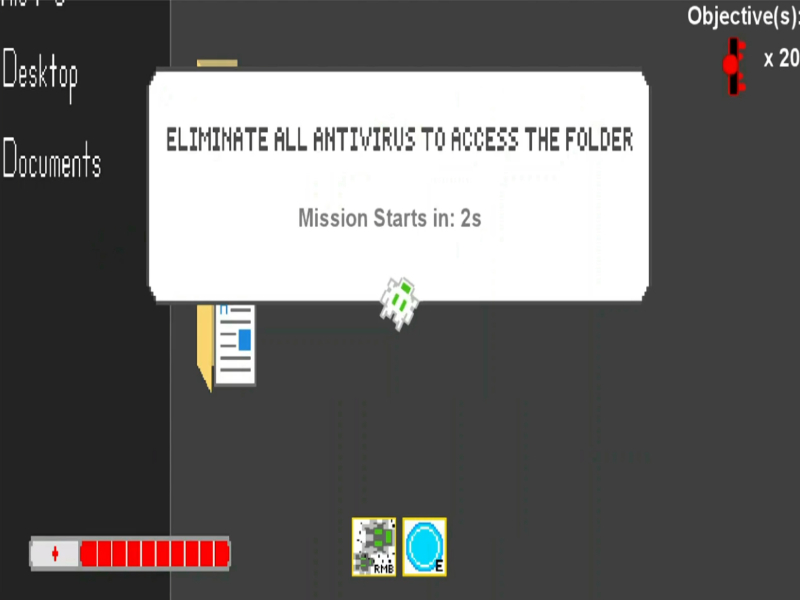 Objective(s):
x 20
Desktop
Documents
ELIMINATE ALL ANTIVIRUS TO ACCESS THE FOLDER
Mission Starts in: 2s
RMB
E